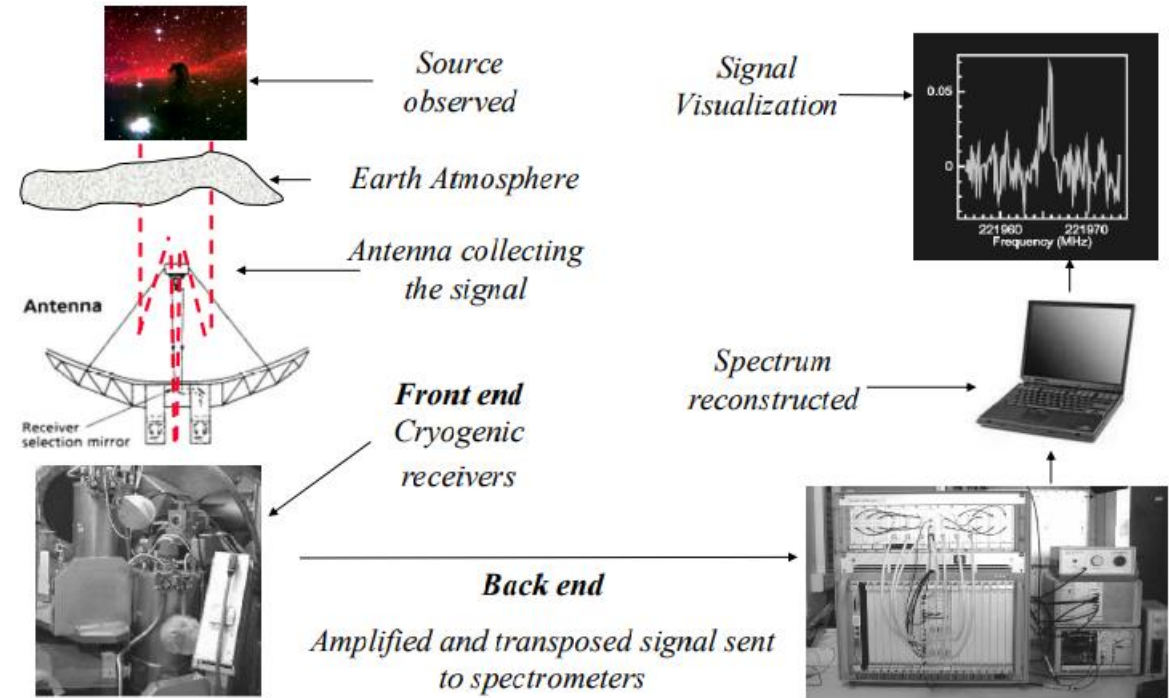 Source
observed
Signal
Visualization
0.05
0
221960 221970
Frequency (MHz)
Earth Atmosphere
Antenna collecting
the signal
Antenna
Receiver
selection mirror
Front end
Cryogenic
receivers
Spectrum
reconstructed
Back end
Amplified and transposed signal sent
to spectrometers